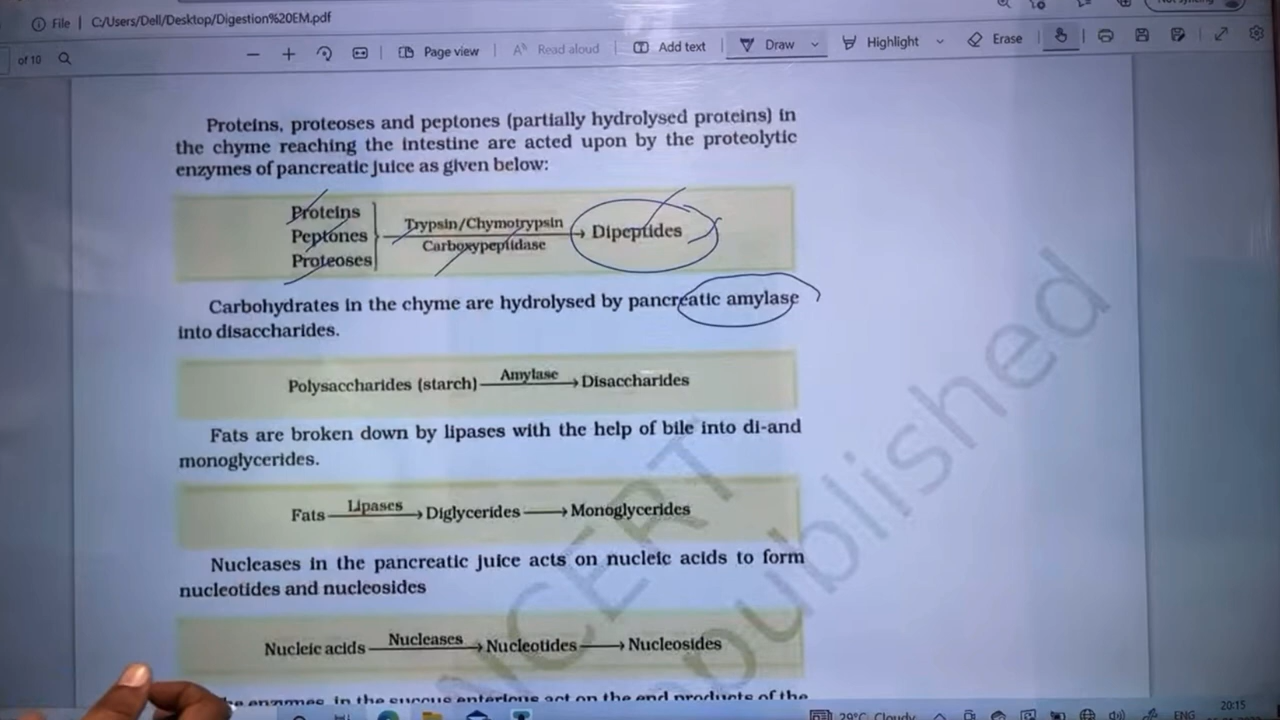 File | C:/Users/Dell/Desktop/Digestion%20EM.pdf
of 10
Page view
Read aloud
Add text
Draw
Highlight
Erase
Proteins, proteoses and peptones (partially hydrolysed proteins) in
the chyme reaching the intestine are acted upon by the proteolytic
enzymes of pancreatic juice as given below:
Proteins
Peptones
Proteoses
Trypsin/Chymotrypsin
Carboxypeptidase
Dipeptides
Carbohydrates in the chyme are hydrolysed by pancreatic amylase
into disaccharides.
Polysaccharides (starch) Amylase → Disaccharides
Fats are broken down by lipases with the help of bile into di-and
monoglycerides.
Fats Lipases → Diglycerides → Monoglycerides
Nucleases in the pancreatic juice acts on nucleic acids to form
nucleotides and nucleosides
Nucleic acids Nucleases → Nucleotides → Nucleosides
enzymes in the succus entericus act on the end products of the
NCERT
published
29°C Cloudy
ENG
20:15